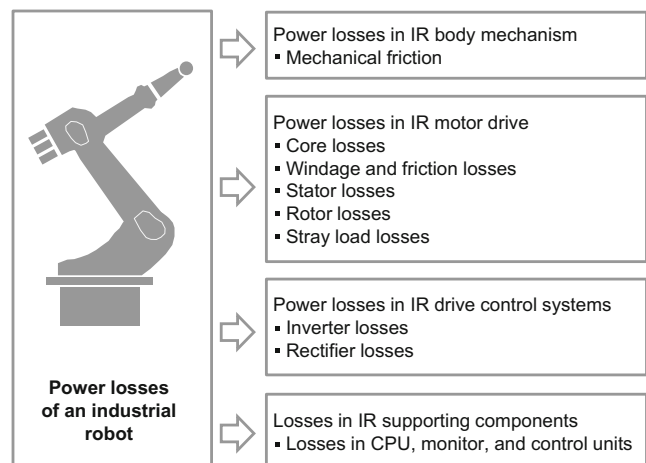 Power losses
of an industrial
robot
Power losses in IR body mechanism
▪ Mechanical friction
Power losses in IR motor drive
▪ Core losses
▪ Windage and friction losses
▪ Stator losses
▪ Rotor losses
▪ Stray load losses
Power losses in IR drive control systems
▪ Inverter losses
▪ Rectifier losses
Losses in IR supporting components
▪ Losses in CPU, monitor, and control units